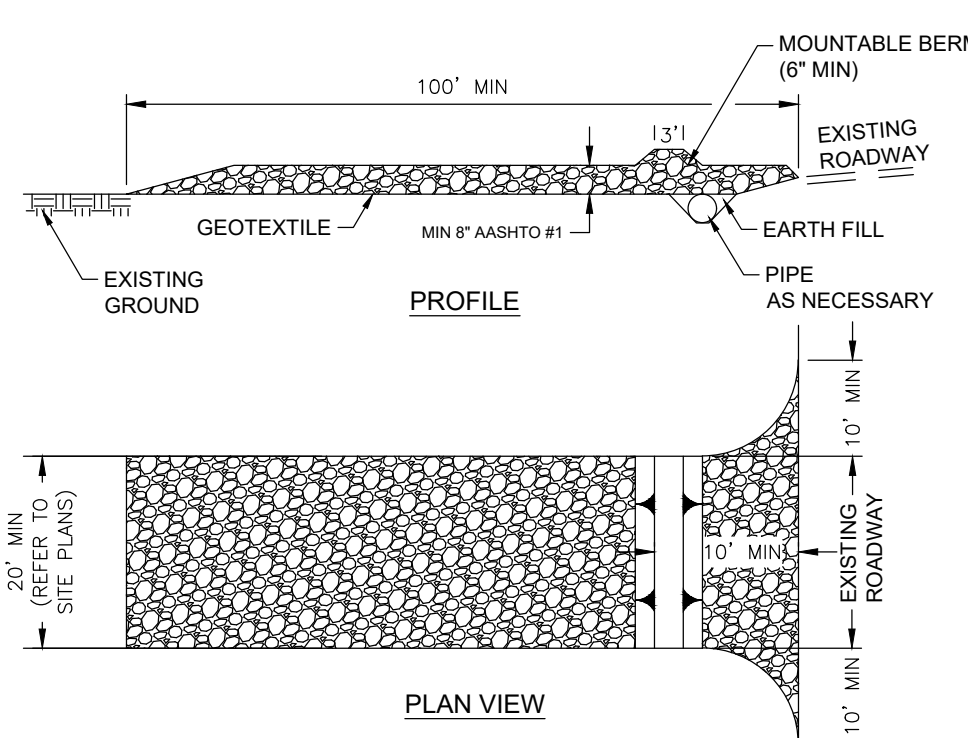 MOUNTABLE BERM
(6" MIN)
100' MIN
3'
EXISTING
ROADWAY
GEOTEXTILE
MIN 8" AASHTO #1
EARTH FILL
EXISTING
GROUND
PIPE
AS NECESSARY
PROFILE
10' MIN
20' MIN
(REFER TO
SITE PLANS)
10' MIN
EXISTING
ROADWAY
10' MIN
PLAN VIEW